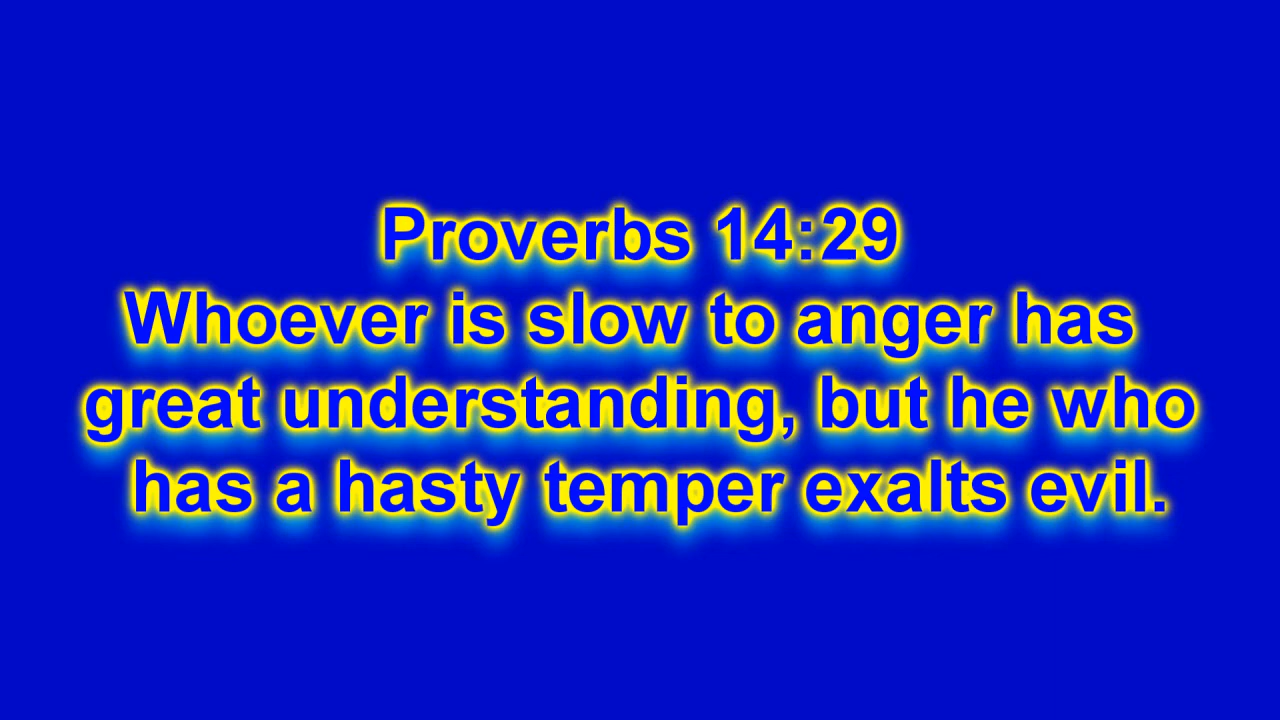 Proverbs 14:29
Whoever is slow to anger has
great understanding, but he who
has a hasty temper exalts evil.